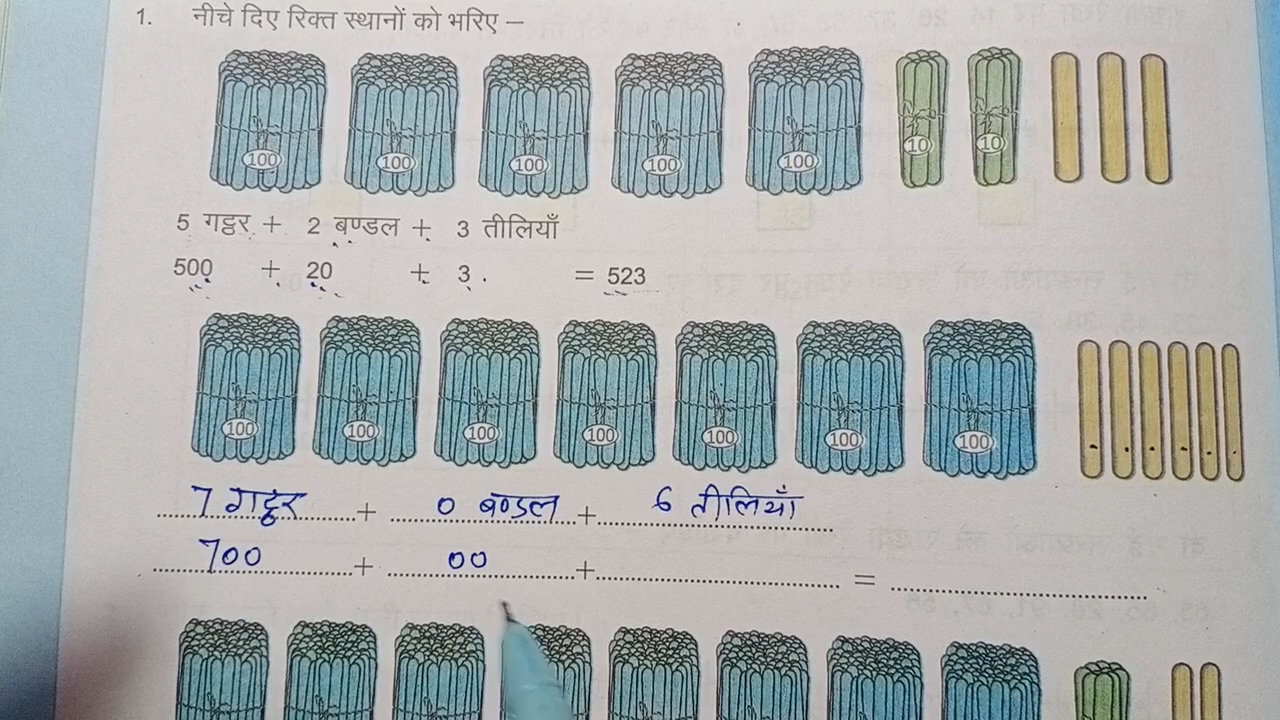 1. नीचे दिए रिक्त स्थानों को भरिए –
100 100 100 100 100 10 10
5 गट्ठर + 2 बण्डल + 3 तीलियाँ
500 + 20 + 3 = 523
100 100 100 100 100 100 100
7 गट्ठर + 0 बण्डल + 6 तीलियाँ
700 + 00 + =